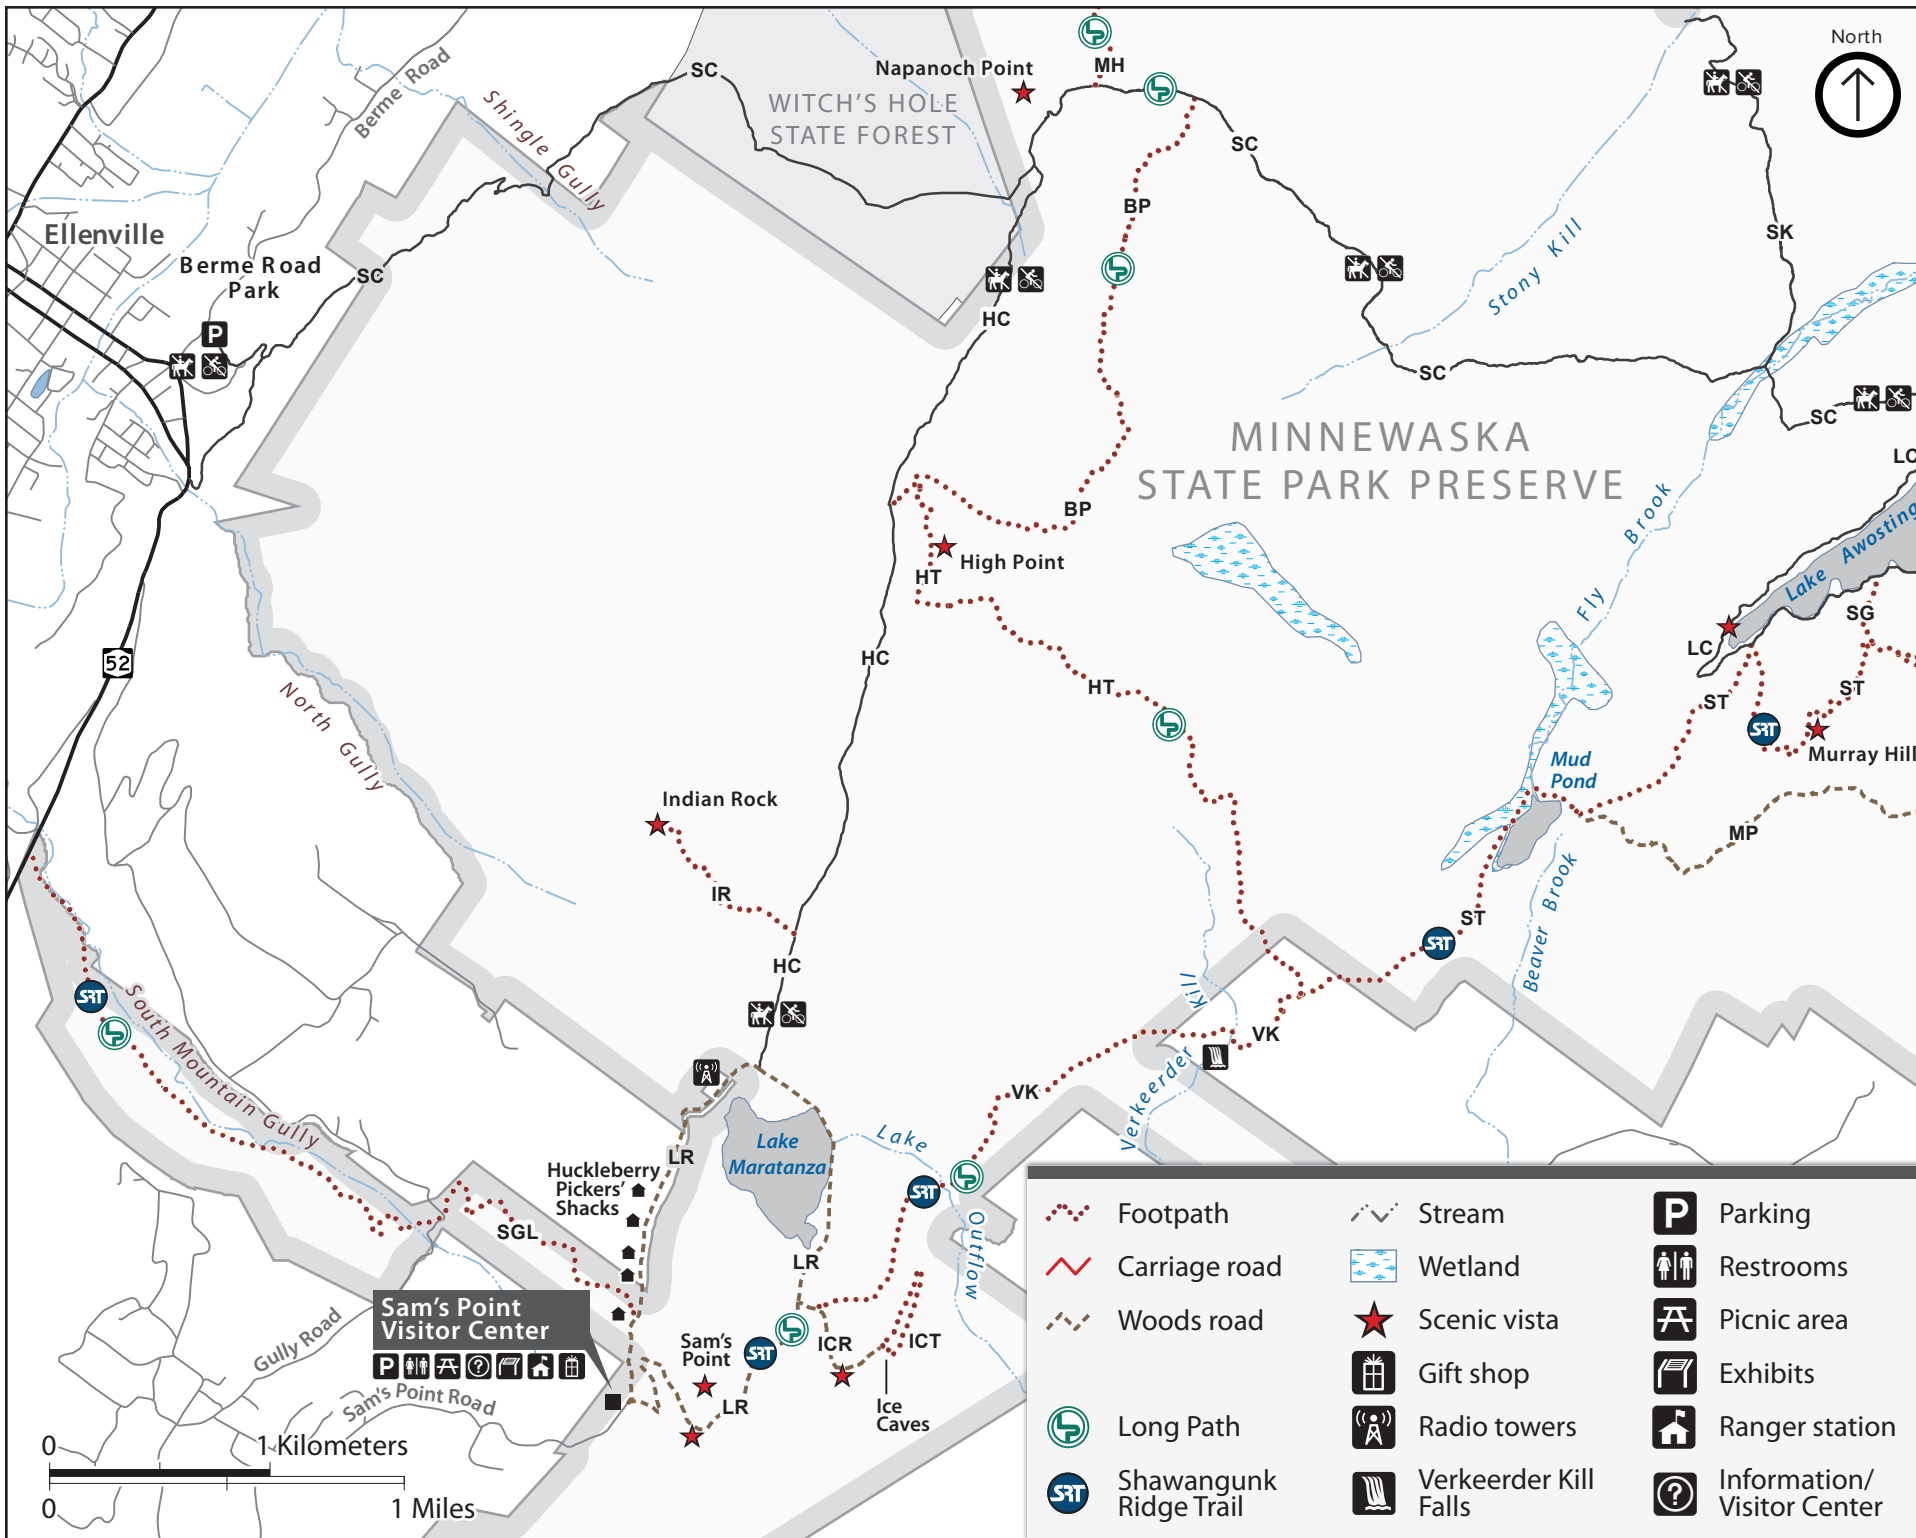 North
Napanoch Point
MH
SC
WITCH'S HOLE
STATE FOREST
Berme Road
Shingle Gully
SC
Ellenville
Berme Road
Park
P
SC
BP
SK
Stony Kill
HC
SC
SC
MINNEWASKA
STATE PARK PRESERVE
LC
Lake Awosting
BP
High Point
HT
Fly Brook
SG
LC
HC
52
HT
ST
ST
North Gully
Murray Hill
SRT
Mud
Pond
Indian Rock
MP
IR
ST
SRT
Beaver Brook
HC
SRT
South Mountain Gully
Verkeerder Kill
VK
VK
Lake Outflow
Lake
Maratanza
LR
Huckleberry
Pickers'
Shacks
SRT
SGL
LR
Sam's Point
Visitor Center
P
?
Sam's
Point
SRT
ICR
ICT
LR
Ice
Caves
Gully Road
Sam's Point Road
0
1 Kilometers
0
1 Miles
Footpath
Carriage road
Woods road
Long Path
SRT
Shawangunk
Ridge Trail
Stream
Wetland
Scenic vista
Gift shop
Radio towers
Verkeerder Kill
Falls
P
Parking
Restrooms
Picnic area
Exhibits
Ranger station
?
Information/
Visitor Center